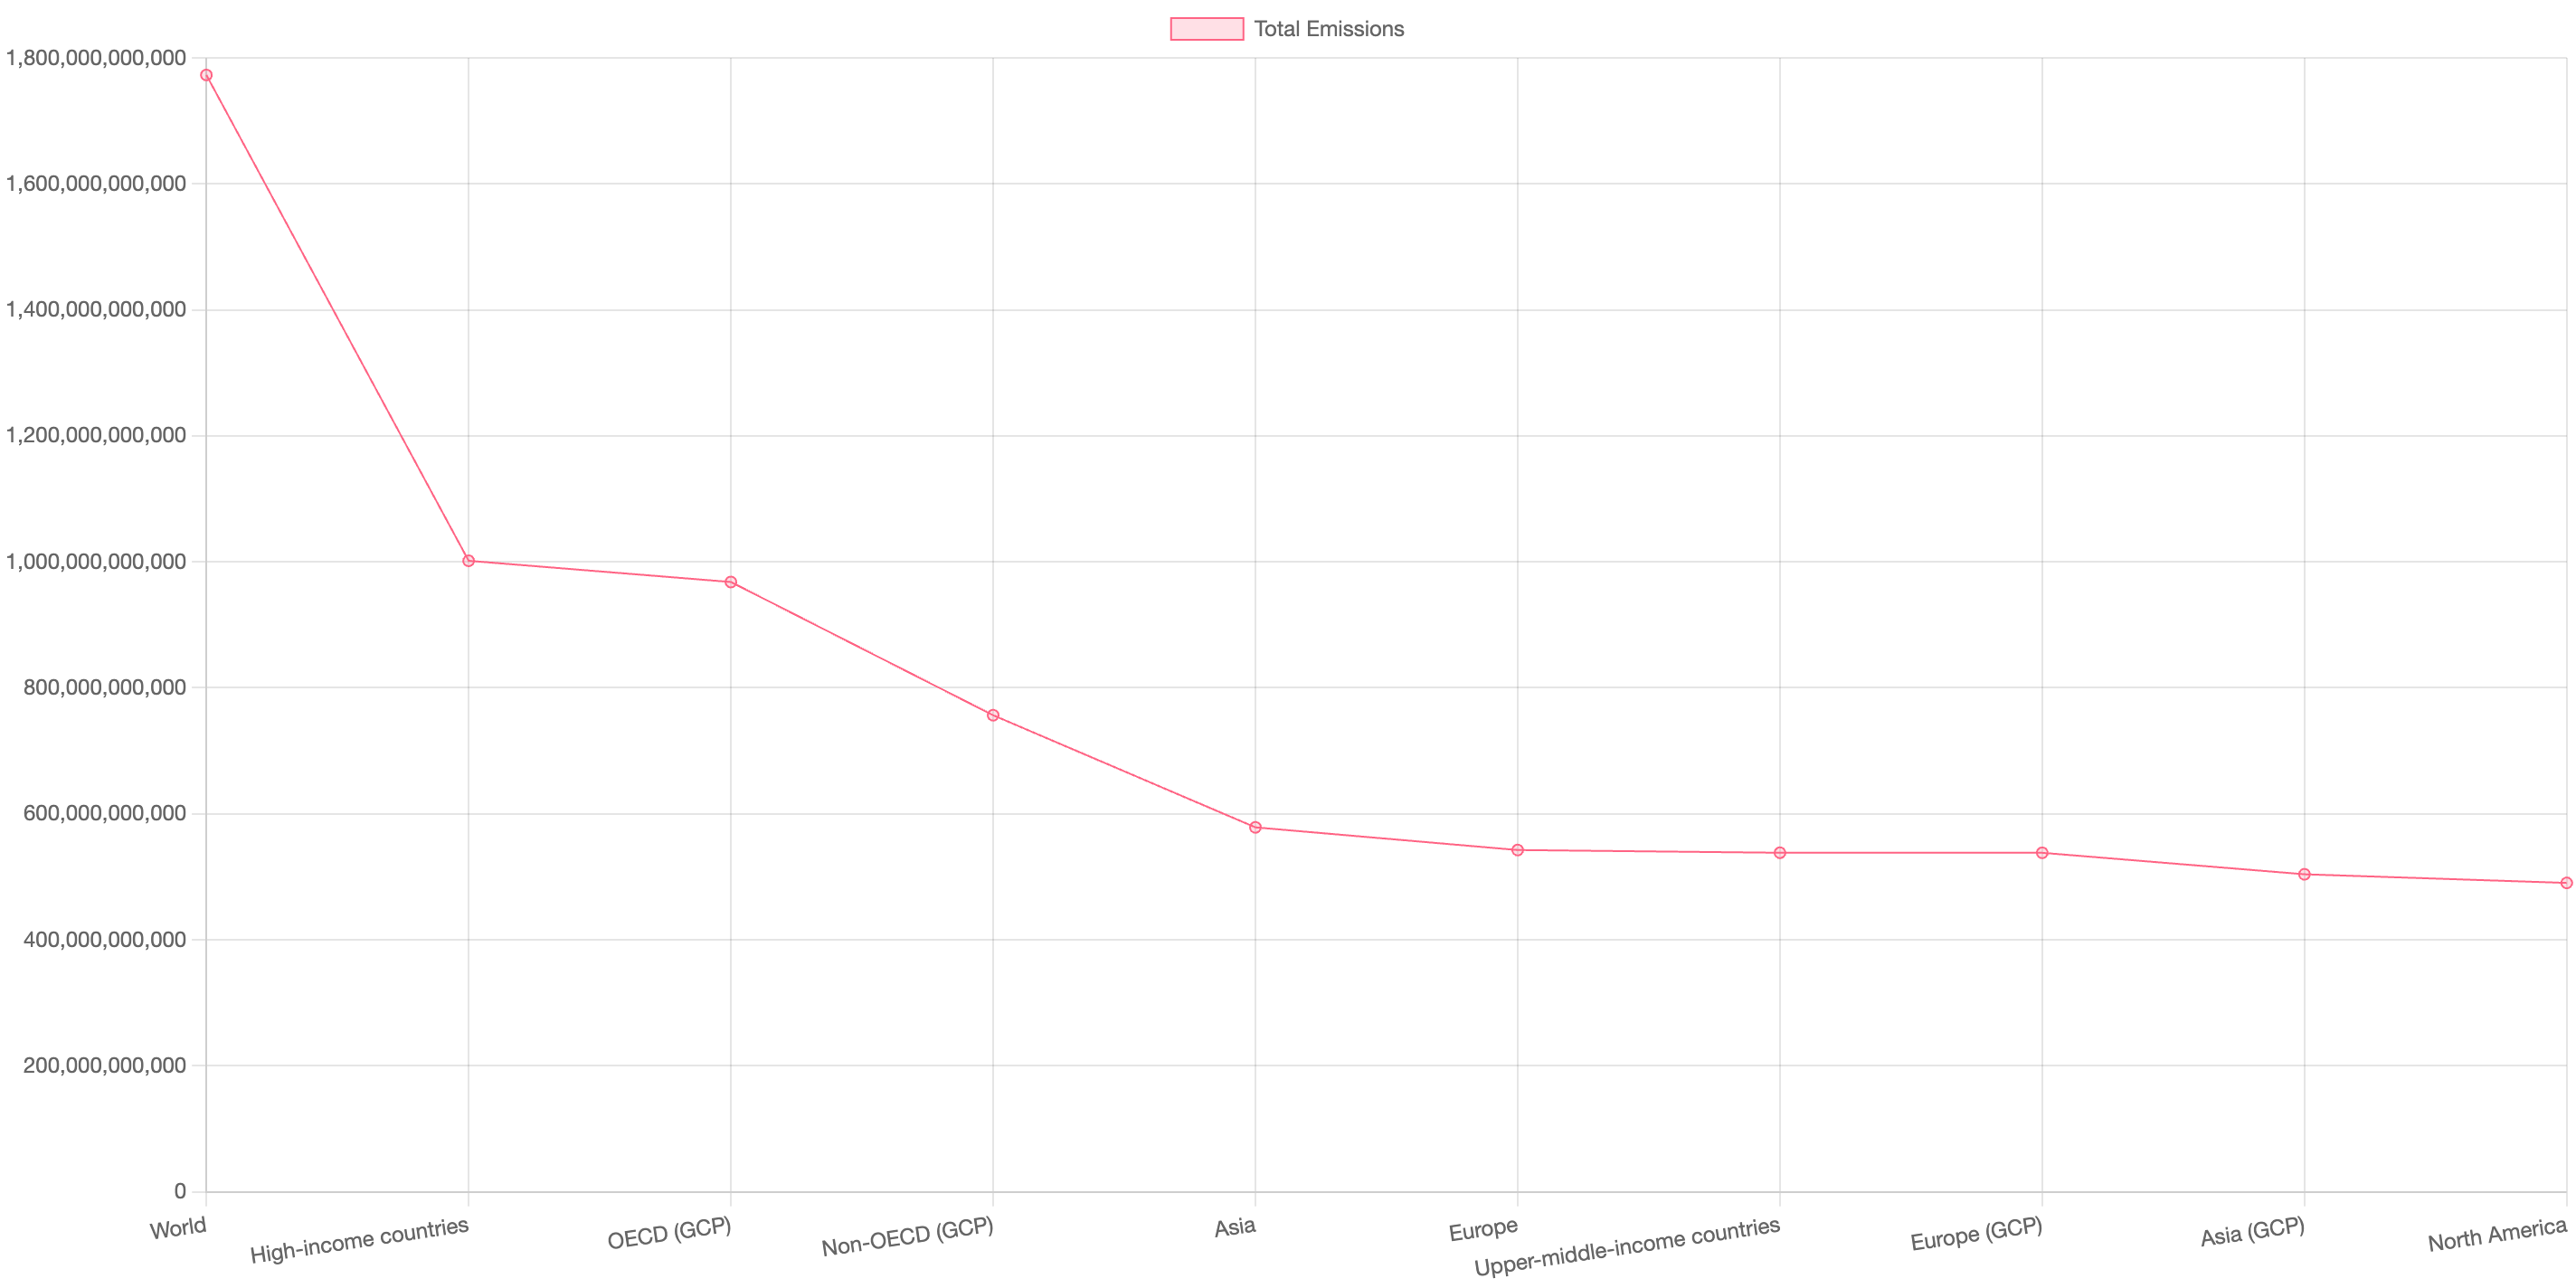 Total Emissions
1,800,000,000,000
1,600,000,000,000
1,400,000,000,000
1,200,000,000,000
1,000,000,000,000
800,000,000,000
600,000,000,000
400,000,000,000
200,000,000,000
0
World
High-income countries
OECD (GCP)
Non-OECD (GCP)
Asia
Europe
Upper-middle-income countries
Europe (GCP)
Asia (GCP)
North America